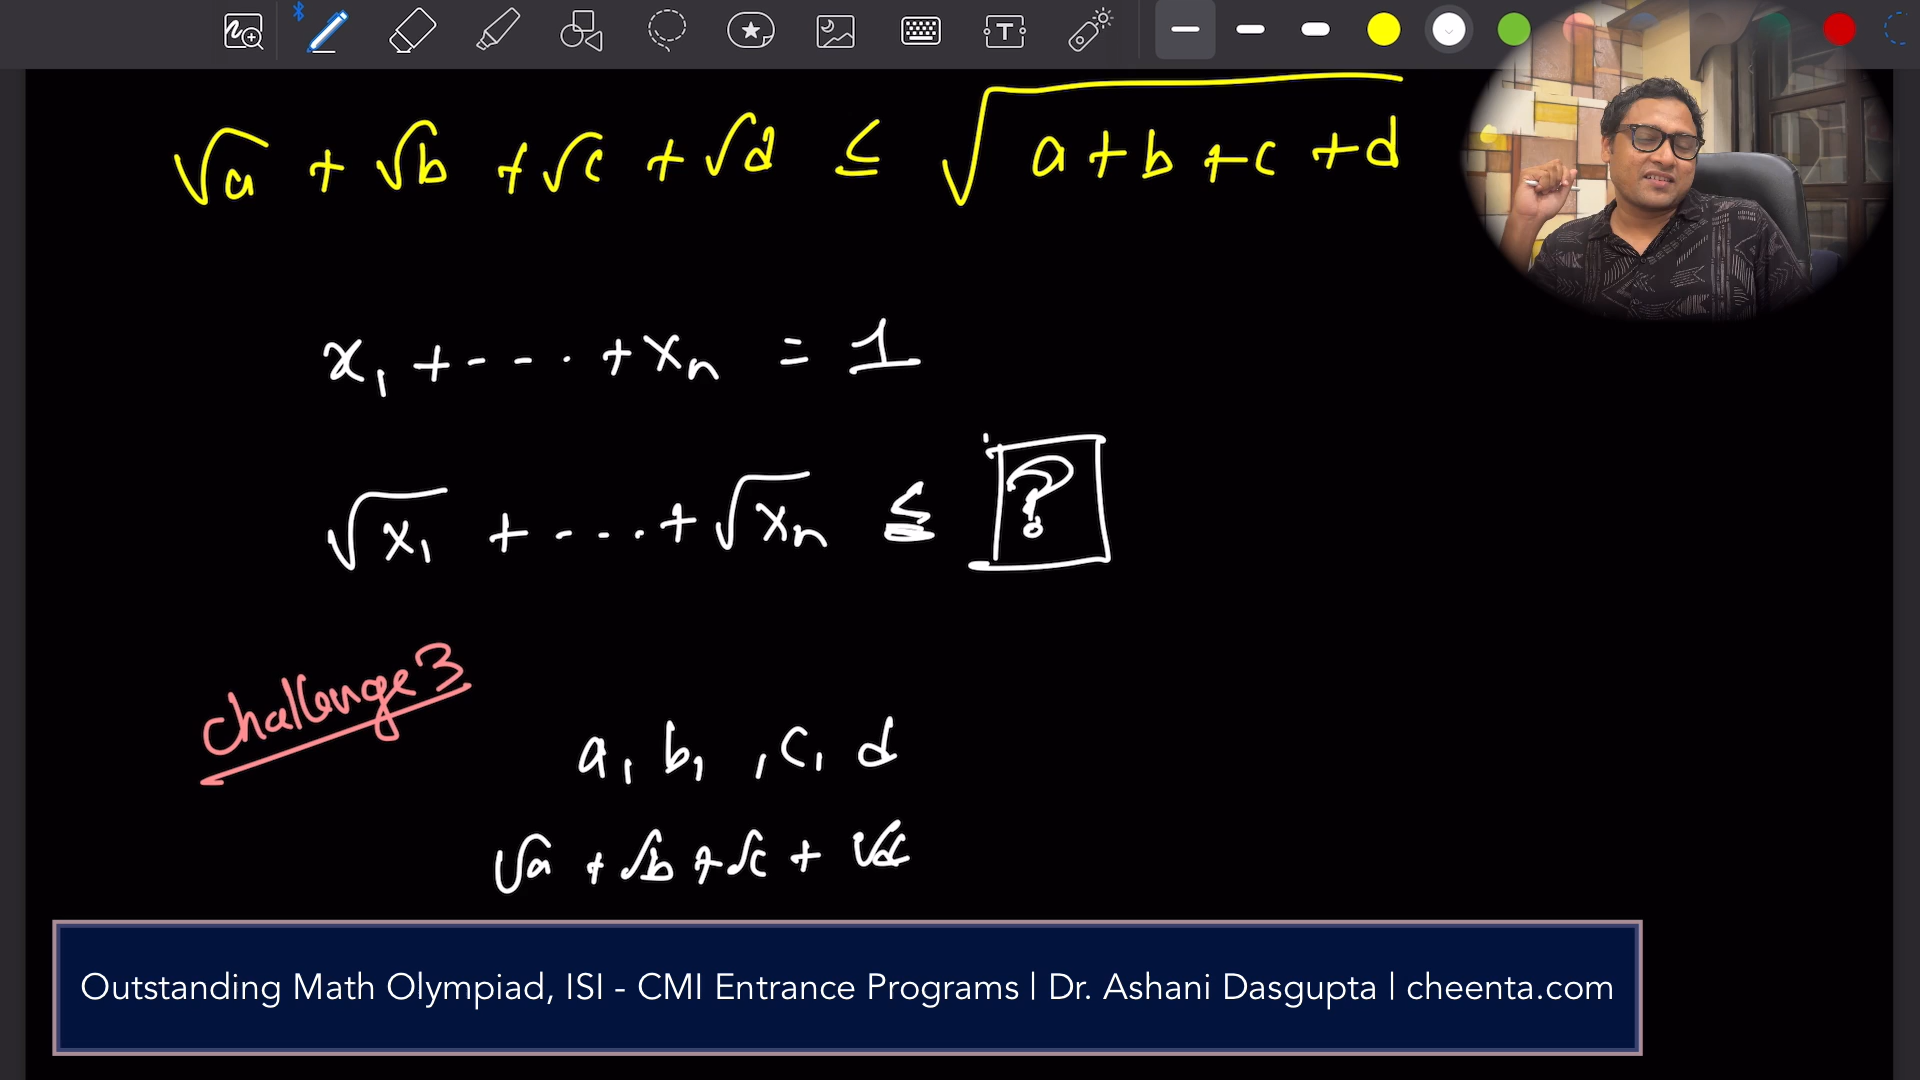 √a + √b + √c + √d ≤ √a+b+c+d
x₁ + - - - . + xₙ = 1
√x₁ + - - - . + √xₙ ≤ ?
Challenge 3
a, b, , c, d
√a + √b + √c + √d
Outstanding Math Olympiad, ISI - CMI Entrance Programs | Dr. Ashani Dasgupta | cheenta.com